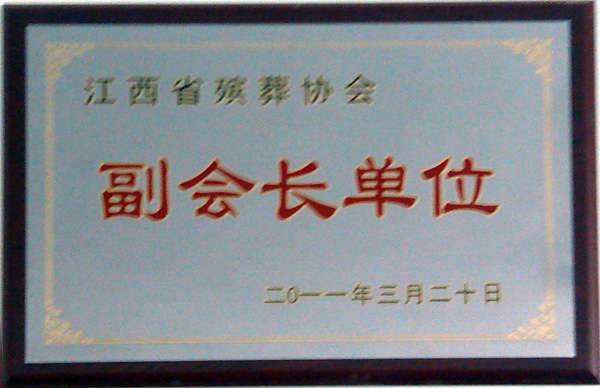 江西省殡葬协会
副会长单位
二0一一年三月二十日